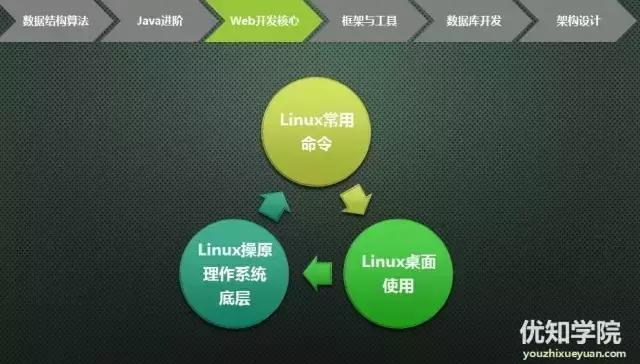 数据结构算法
Java进阶
Web开发核心
框架与工具
数据库开发
架构设计
Linux常用
命令
Linux操原
理作系统
底层
Linux桌面
使用
优知学院
youzhixueyuan.com